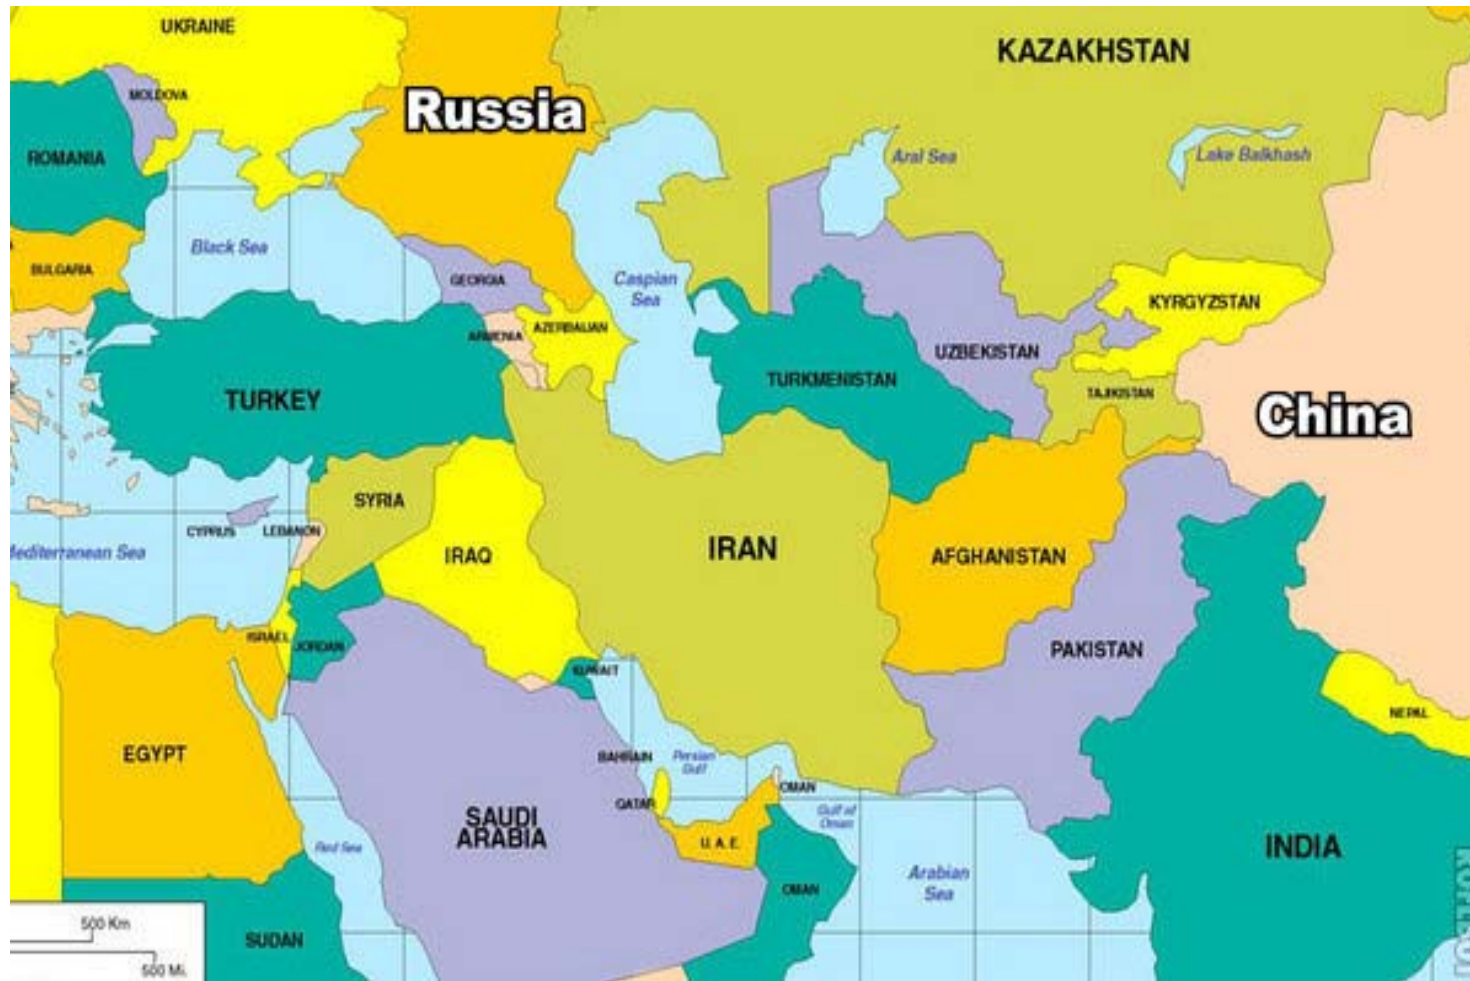 UKRAINE
KAZAKHSTAN
MOLDOVA
Russia
ROMANIA
Aral Sea
Lake Balkhash
Black Sea
BULGARIA
GEORGIA
Caspian
Sea
KYRGYZSTAN
ARMENIA
AZERBAIJAN
UZBEKISTAN
TURKMENISTAN
TAJIKISTAN
TURKEY
China
SYRIA
CYPRUS
LEBANON
Mediterranean Sea
IRAQ
IRAN
AFGHANISTAN
ISRAEL
JORDAN
PAKISTAN
KUWAIT
NEPAL
EGYPT
BAHRAIN
Persian
Gulf
OMAN
QATAR
Gulf of
Oman
SAUDI
ARABIA
U. A. E.
Red Sea
INDIA
Arabian
Sea
OMAN
500 Km
SUDAN
500 Mi.